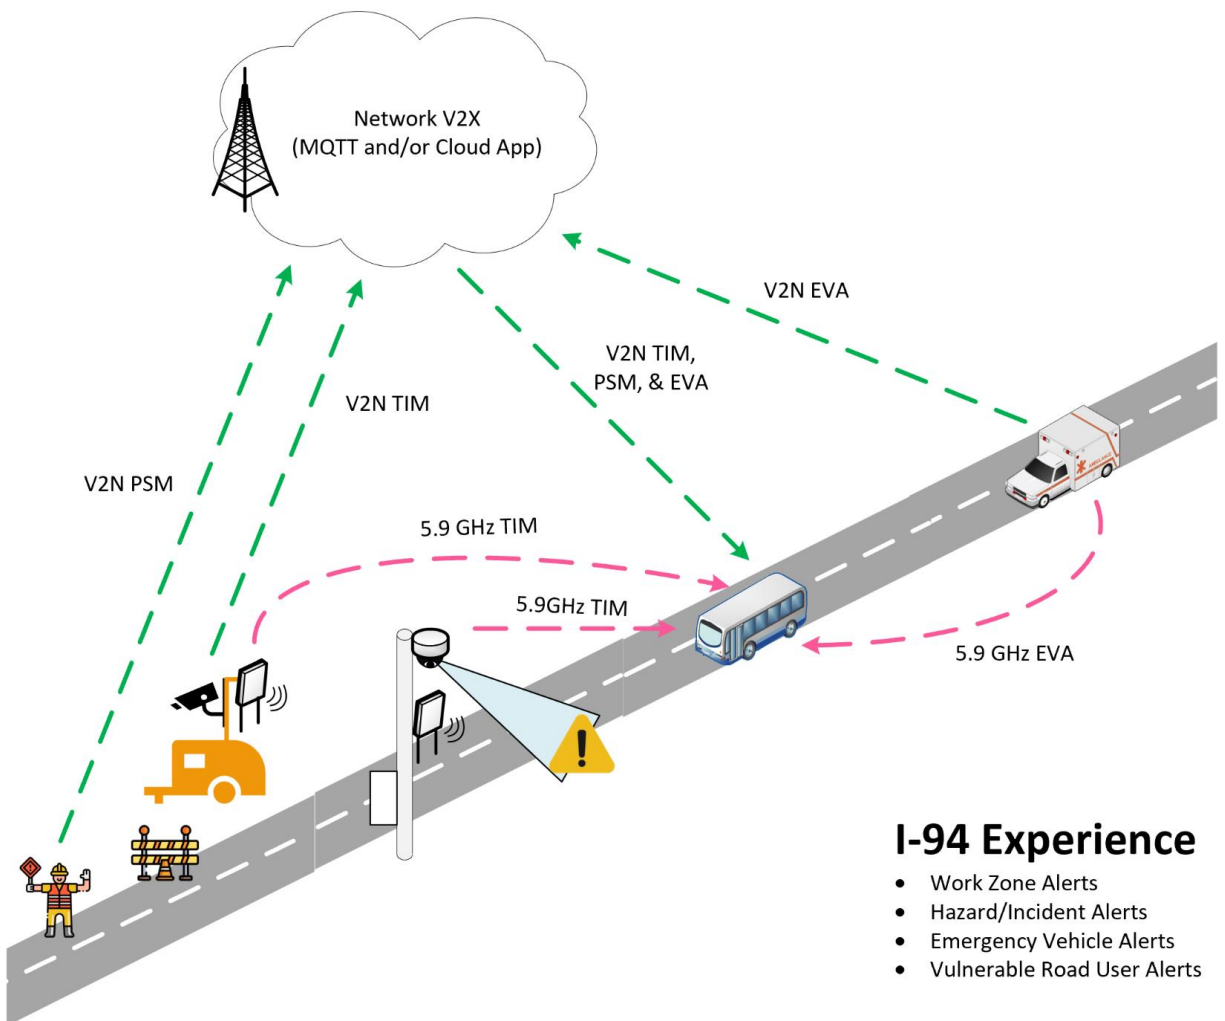 Network V2X
(MQTT and/or Cloud App)
V2N EVA
V2N TIM,
PSM, & EVA
V2N TIM
V2N PSM
AMBULANCE
5.9 GHz TIM
5.9GHz TIM
5.9 GHz EVA
I-94 Experience
• Work Zone Alerts
• Hazard/Incident Alerts
• Emergency Vehicle Alerts
• Vulnerable Road User Alerts